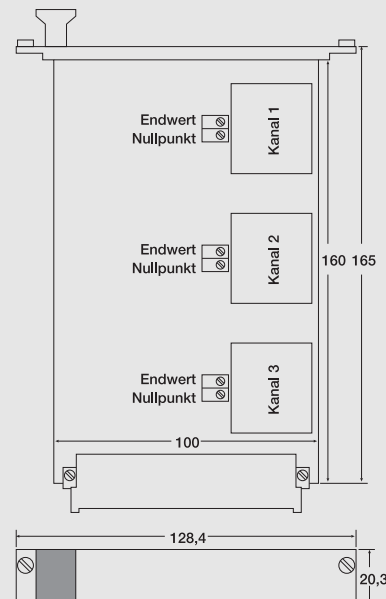 Endwert
Nullpunkt
Kanal 1
Endwert
Nullpunkt
Kanal 2
160 165
Endwert
Nullpunkt
Kanal 3
100
128,4
20,3